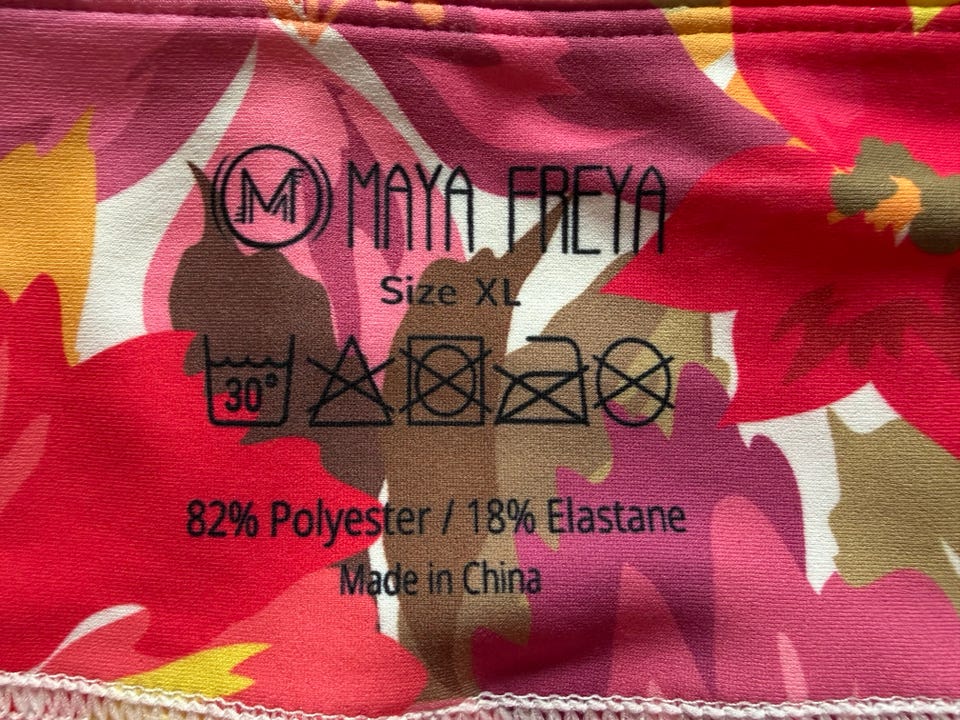 M MAYA FREYA
Size XL
30°
82% Polyester / 18% Elastane
Made in China